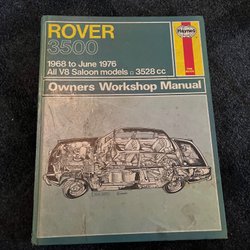 ROVER
3500
Haynes
1968 to June 1976
All V8 Saloon models □ 3528 cc
Owners Workshop Manual